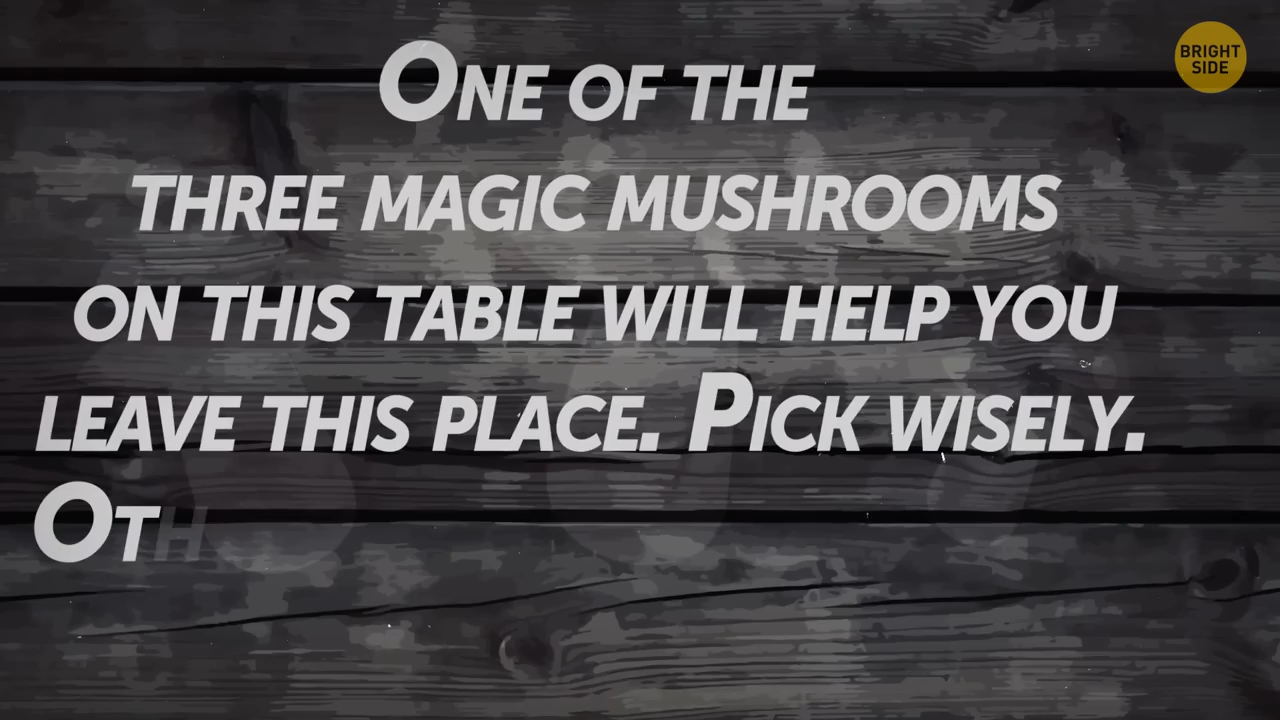 BRIGHT
SIDE
One of the
three magic mushrooms
on this table will help you
leave this place. Pick wisely.
Oth